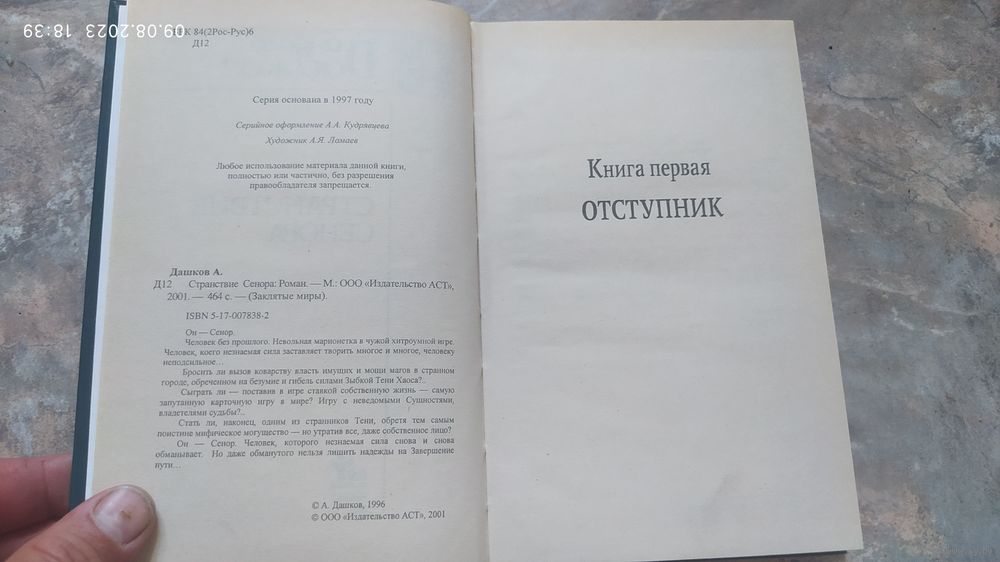 09.08.2023 18:39
ББК 84(2Рос-Рус)6
Д12
Серия основана в 1997 году
Серийное оформление А.А. Кудрявцева
Художник А.Я. Ламаев
Любое использование материала данной книги,
полностью или частично, без разрешения
правообладателя запрещается.
Дашков А.
Д12 Странствие Сенора: Роман. — М.: ООО «Издательство АСТ»,
2001. — 464 с. — (Заклятые миры).
ISBN 5-17-007838-2
Он — Сенор.
Человек без прошлого. Невольная марионетка в чужой хитроумной игре.
Человек, коего незнаемая сила заставляет творить многое и многое, человеку
неподсильное...
Бросить ли вызов коварству власть имущих и мощи магов в странном
городе, обреченном на безумие и гибель силами Зыбкой Тени Хаоса?..
Сыграть ли — поставив в игре ставкой собственную жизнь — самую
запутанную карточную игру в мире? Игру с неведомыми Сущностями,
владетелями судьбы?..
Стать ли, наконец, одним из странников Тени, обретя тем самым
поистине мифическое могущество — но утратив все, даже собственное лицо?
Он — Сенор. Человек, которого незнаемая сила снова и снова
обманывает. Но даже обманутого нельзя лишить надежды на Завершение
пути...
© А. Дашков, 1996
© ООО «Издательство АСТ», 2001
Книга первая
ОТСТУПНИК